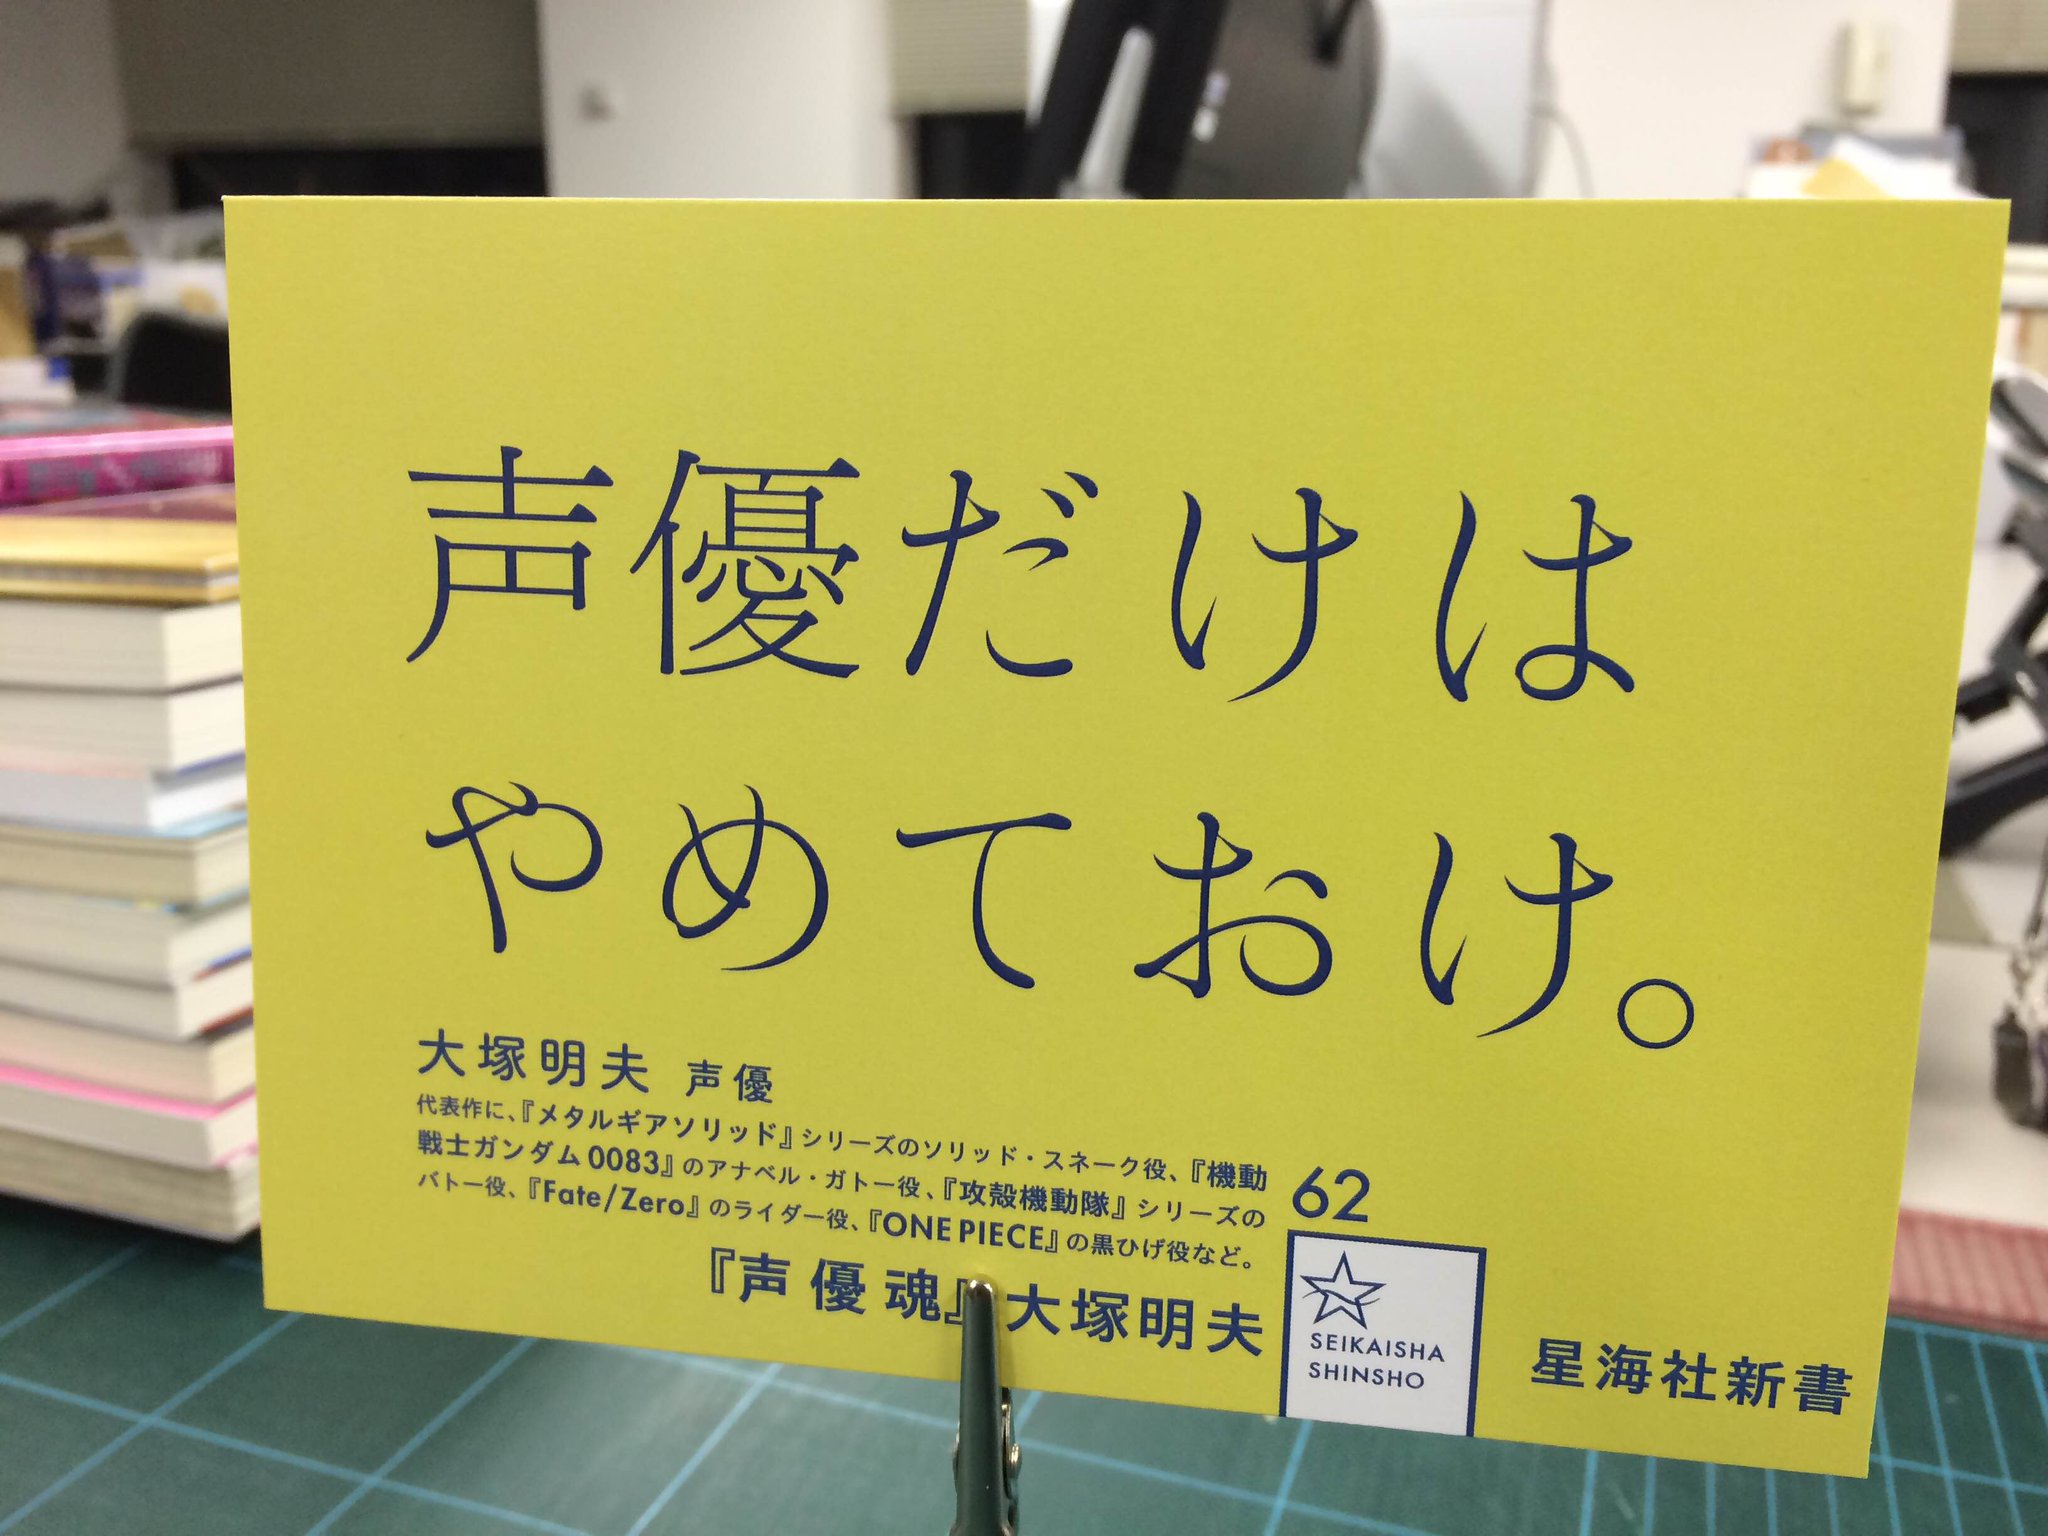 声優だけは
やめておけ。
大塚明夫 声優
代表作に、『メタルギアソリッド』シリーズのソリッド・スネーク役、『機動
戦士ガンダム0083』のアナベル・ガトー役、『攻殻機動隊』シリーズの
バトー役、『Fate/Zero』のライダー役、『ONE PIECE』の黒ひげ役など。
『声優魂』大塚明夫
62
SEIKAISHA
SHINSHO
星海社新書